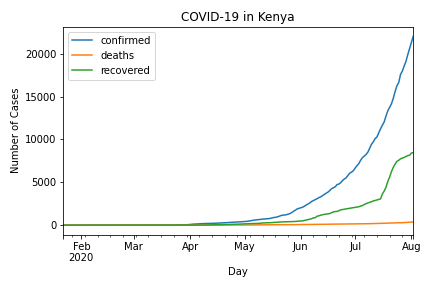 COVID-19 in Kenya
confirmed
deaths
recovered
Number of Cases
20000
15000
10000
5000
0
Feb Mar Apr May Jun Jul Aug
2020
Day